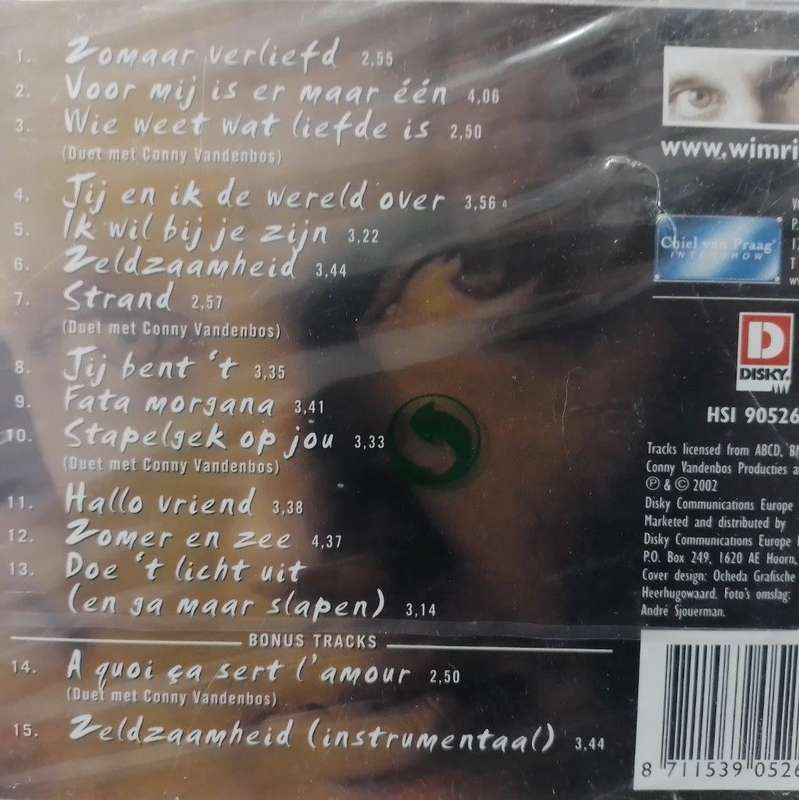 1. Zomaar verliefd 2,55
2. Voor mij is er maar één 4,06
3. Wie weet wat liefde is 2,50
(Duet met Conny Vandenbos)
4. Jij en ik de wereld over 3,56
5. Ik wil bij je zijn 3,22
6. Zeldzaamheid 3,44
7. Strand 2,57
(Duet met Conny Vandenbos)
8. Jij bent 't 3,35
9. Fata morgana 3,41
10. Stapelgek op jou 3,33
(Duet met Conny Vandenbos)
11. Hallo vriend 3,38
12. Zomer en zee 4,37
13. Doe 't licht uit
(en ga maar slapen) 3,14
BONUS TRACKS
14. A quoi ça sert l'amour 2,50
(Duet met Conny Vandenbos)
15. Zeldzaamheid (instrumentaal) 3,44
www.wimri
Chiel van Praag
INTERSHOW
D
DISKY
HSI 90526
Tracks licensed from ABCD,
Conny Vandenbos Producties
℗ & © 2002
Disky Communications Europe
Marketed and distributed by
Disky Communications Europe
P.O. Box 249, 1620 AE Hoorn,
Cover design: Ocheda Grafische
Heerhugowaard. Foto's omslag:
André Sjouerman.
8 711539 0526